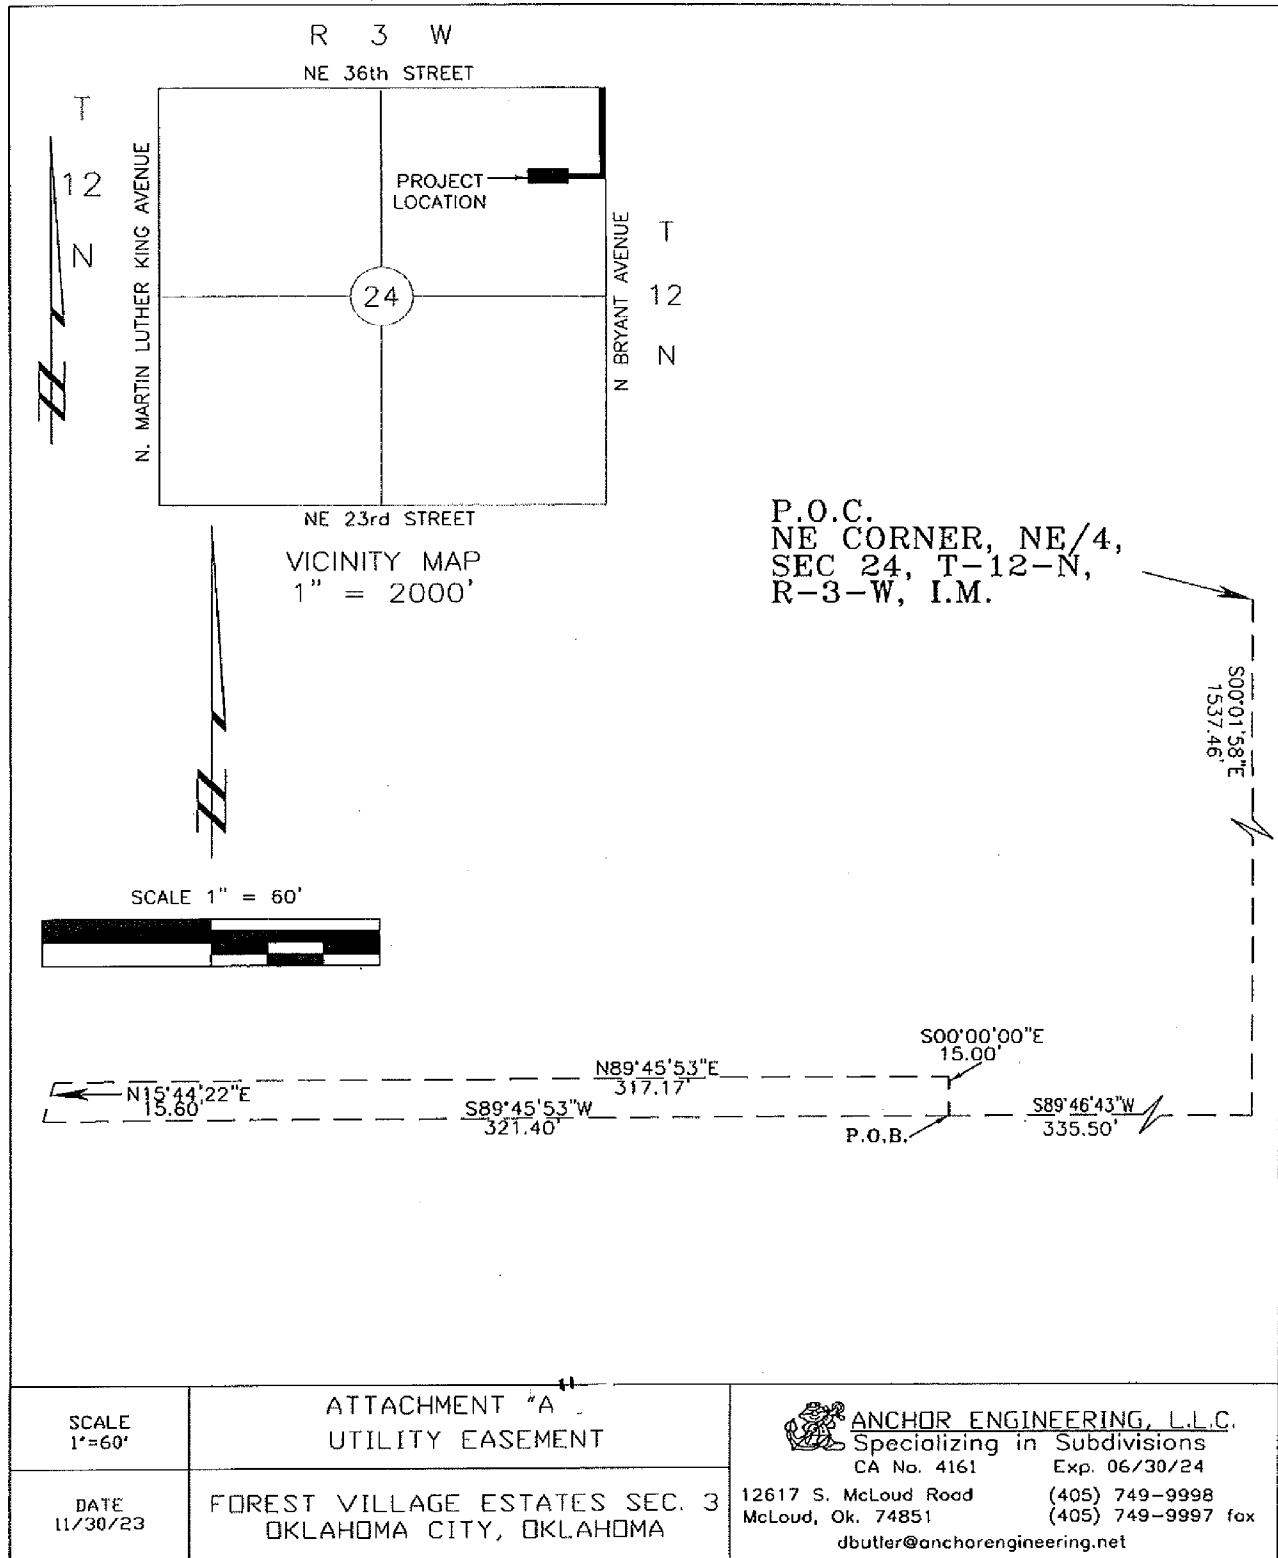 R 3 W
NE 36th STREET
T
12
N
N. MARTIN LUTHER KING AVENUE
PROJECT
LOCATION
24
N BRYANT AVENUE
T
12
N
NE 23rd STREET
VICINITY MAP
1" = 2000'
P.O.C.
NE CORNER, NE/4,
SEC 24, T-12-N,
R-3-W, I.M.
S00°01'58"E
1537.46'
SCALE 1" = 60'
S00°00'00"E
15.00'
N89°45'53"E
317.17'
N15°44'22"E
15.60'
S89°45'53"W
321.40'
S89°46'43"W
335.50'
P.O.B.
SCALE
1"=60'
ATTACHMENT "A"
UTILITY EASEMENT
DATE
11/30/23
FOREST VILLAGE ESTATES SEC. 3
OKLAHOMA CITY, OKLAHOMA
ANCHOR ENGINEERING, L.L.C.
Specializing in Subdivisions
CA No. 4161 Exp. 06/30/24
12617 S. McLoud Road (405) 749-9998
McLoud, Ok. 74851 (405) 749-9997 fax
dbutler@anchorengineering.net